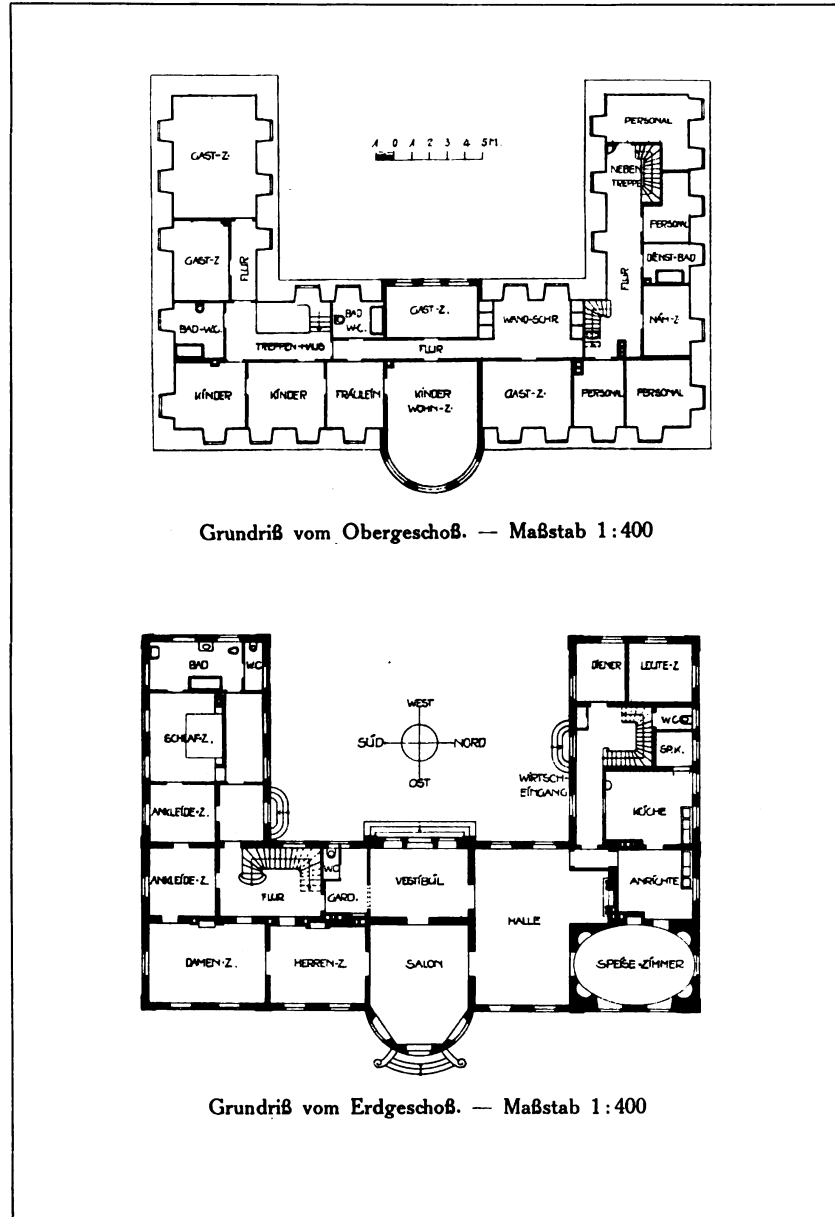 GAST-Z.
1 0 1 2 3 4 5M.
PERSONAL
NEBEN
TREPPE
GAST-Z
FLUR
PERSONAL
DIENST-BAD
FLUR
NÄH-Z
BAD-W.C.
TREPPEN-HAUS
BAD
W.C.
GAST-Z.
WAND-SCHR.
FLUR
KINDER
KINDER
FRÄULEIN
KINDER
WOHN-Z.
GAST-Z.
PERSONAL
PERSONAL
Grundriß vom Obergeschoß. — Maßstab 1:400
BAD
W.C
DIENER
LEUTE-Z.
WEST
SÜD
NORD
OST
SCHLAF-Z.
W.C.
SP.K.
WIRTSCH-
EINGANG
ANKLEIDE-Z.
KÜCHE
ANKLEIDE-Z.
FLUR
WC
GARD.
VESTIBÜL
HALLE
ANRICHTE
DAMEN-Z.
HERREN-Z.
SALON
SPEISE-ZIMMER
Grundriß vom Erdgeschoß. — Maßstab 1:400